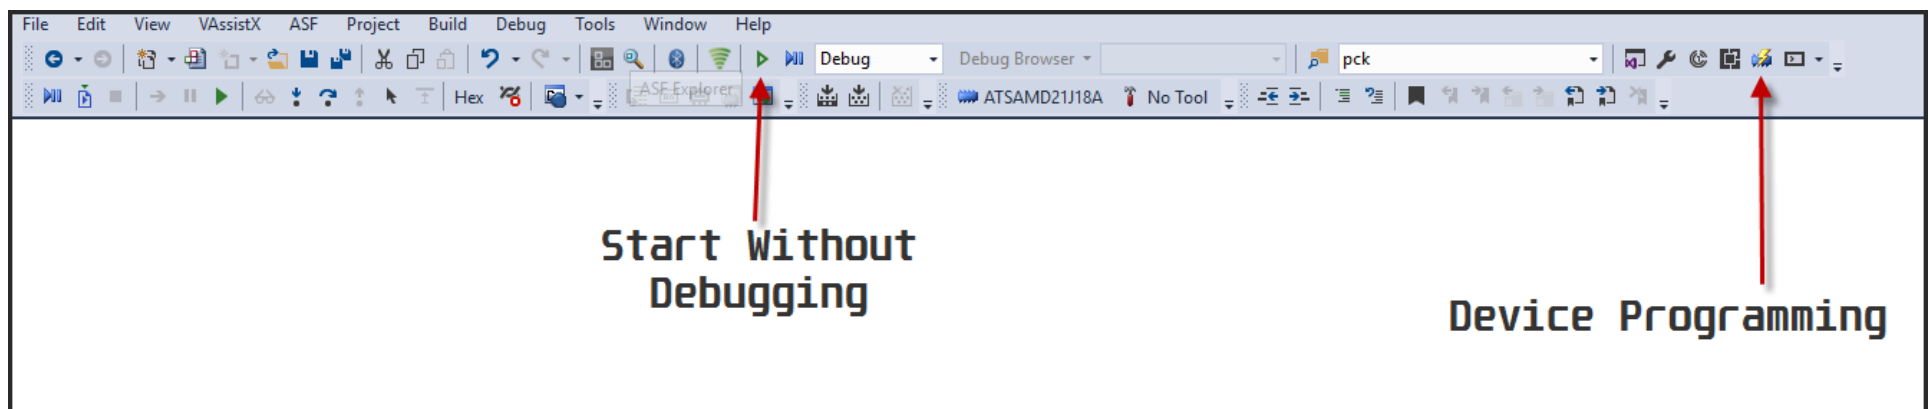 File Edit View VAssistX ASF Project Build Debug Tools Window Help
Debug Debug Browser pck
Hex ASF Explorer ATSAMD21J18A No Tool
Start Without
Debugging
Device Programming